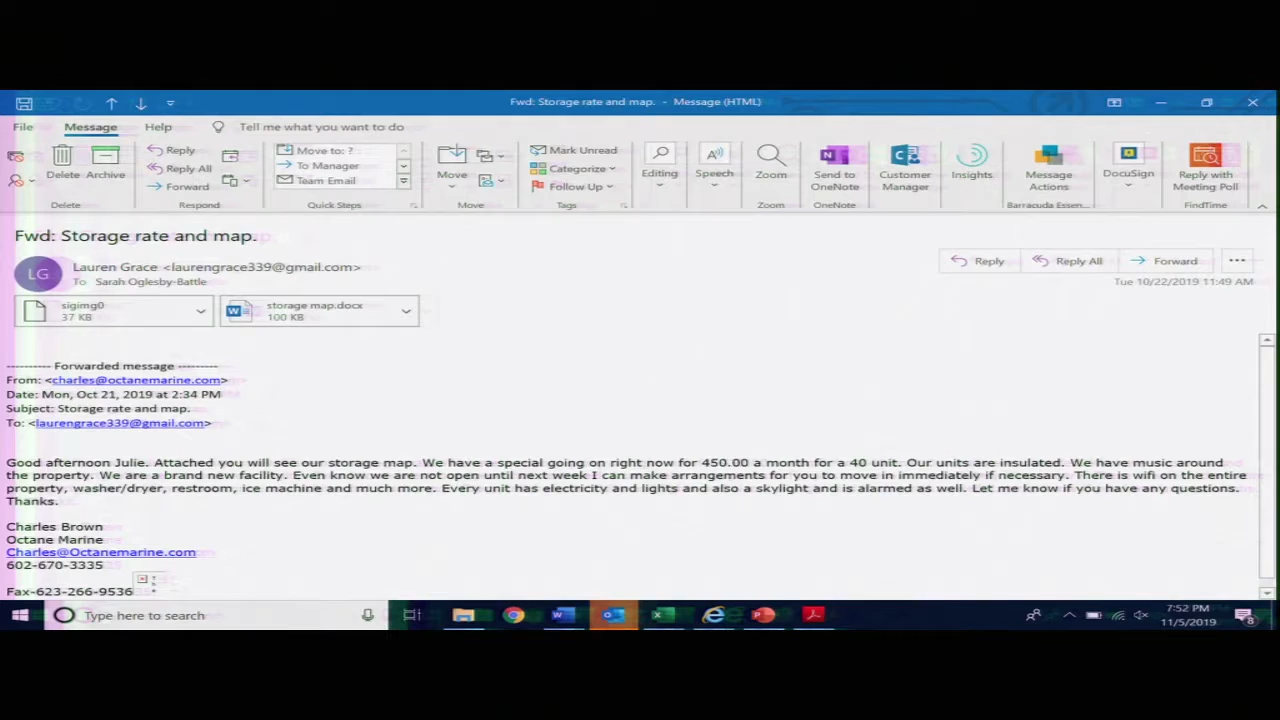 Fwd: Storage rate and map. - Message (HTML)
File Message Help Tell me what you want to do
Delete Archive
Reply
Reply All
Forward
Move to: ?
To Manager
Team Email
Move
Mark Unread
Categorize
Follow Up
Editing
Speech
Zoom
Send to
OneNote
Customer
Manager
Insights
Message
Actions
DocuSign
Reply with
Meeting Poll
Delete Respond Quick Steps Move Tags Zoom OneNote Barracuda Essen... FindTime
Fwd: Storage rate and map.
LG
Lauren Grace <laurengrace339@gmail.com>
To Sarah Oglesby-Battle
Reply Reply All Forward
Tue 10/22/2019 11:49 AM
sigimg0
37 KB
storage map.docx
100 KB
---------- Forwarded message ---------
From: <charles@octanemarine.com>
Date: Mon, Oct 21, 2019 at 2:34 PM
Subject: Storage rate and map.
To: <laurengrace339@gmail.com>
Good afternoon Julie. Attached you will see our storage map. We have a special going on right now for 450.00 a month for a 40 unit. Our units are insulated. We have music around
the property. We are a brand new facility. Even know we are not open until next week I can make arrangements for you to move in immediately if necessary. There is wifi on the entire
property, washer/dryer, restroom, ice machine and much more. Every unit has electricity and lights and also a skylight and is alarmed as well. Let me know if you have any questions.
Thanks.
Charles Brown
Octane Marine
Charles@Octanemarine.com
602-670-3335
Fax-623-266-9536
Type here to search
7:52 PM
11/5/2019
8